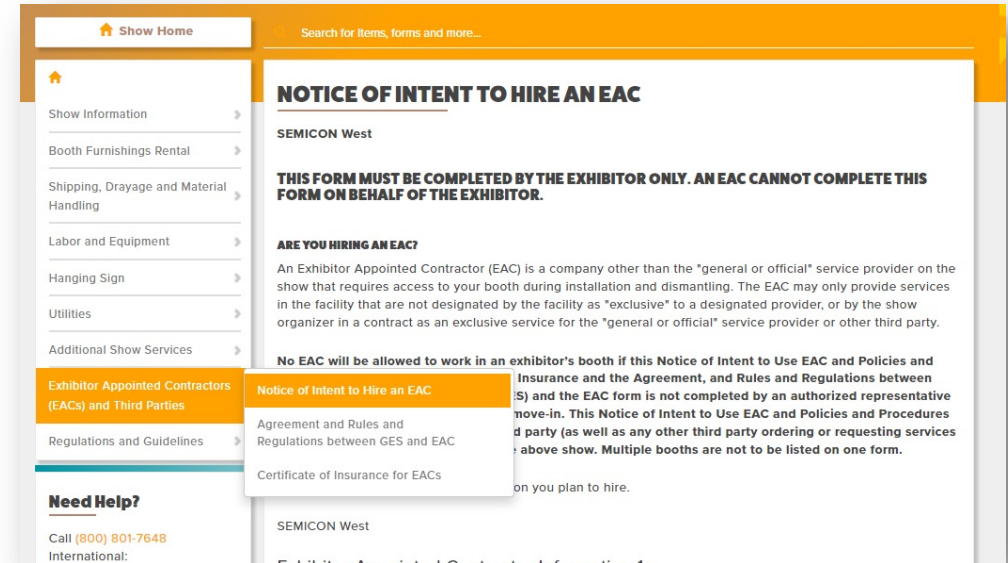 Show Home
Search for Items, forms and more...
Show Information
Booth Furnishings Rental
Shipping, Drayage and Material
Handling
Labor and Equipment
Hanging Sign
Utilities
Additional Show Services
Exhibitor Appointed Contractors
(EACs) and Third Parties
Regulations and Guidelines
Notice of Intent to Hire an EAC
Agreement and Rules and
Regulations between GES and EAC
Certificate of Insurance for EACs
Need Help?
Call (800) 801-7648
International:
NOTICE OF INTENT TO HIRE AN EAC
SEMICON West
THIS FORM MUST BE COMPLETED BY THE EXHIBITOR ONLY. AN EAC CANNOT COMPLETE THIS
FORM ON BEHALF OF THE EXHIBITOR.
ARE YOU HIRING AN EAC?
An Exhibitor Appointed Contractor (EAC) is a company other than the "general or official" service provider on the
show that requires access to your booth during installation and dismantling. The EAC may only provide services
in the facility that are not designated by the facility as "exclusive" to a designated provider, or by the show
organizer in a contract as an exclusive service for the "general or official" service provider or other third party.
No EAC will be allowed to work in an exhibitor's booth if this Notice of Intent to Use EAC and Policies and
Insurance and the Agreement, and Rules and Regulations between
and the EAC form is not completed by an authorized representative
move-in. This Notice of Intent to Use EAC and Policies and Procedures
party (as well as any other third party ordering or requesting services
above show. Multiple booths are not to be listed on one form.
on you plan to hire.
SEMICON West
Exhibitor Appointed Contractor Information 1